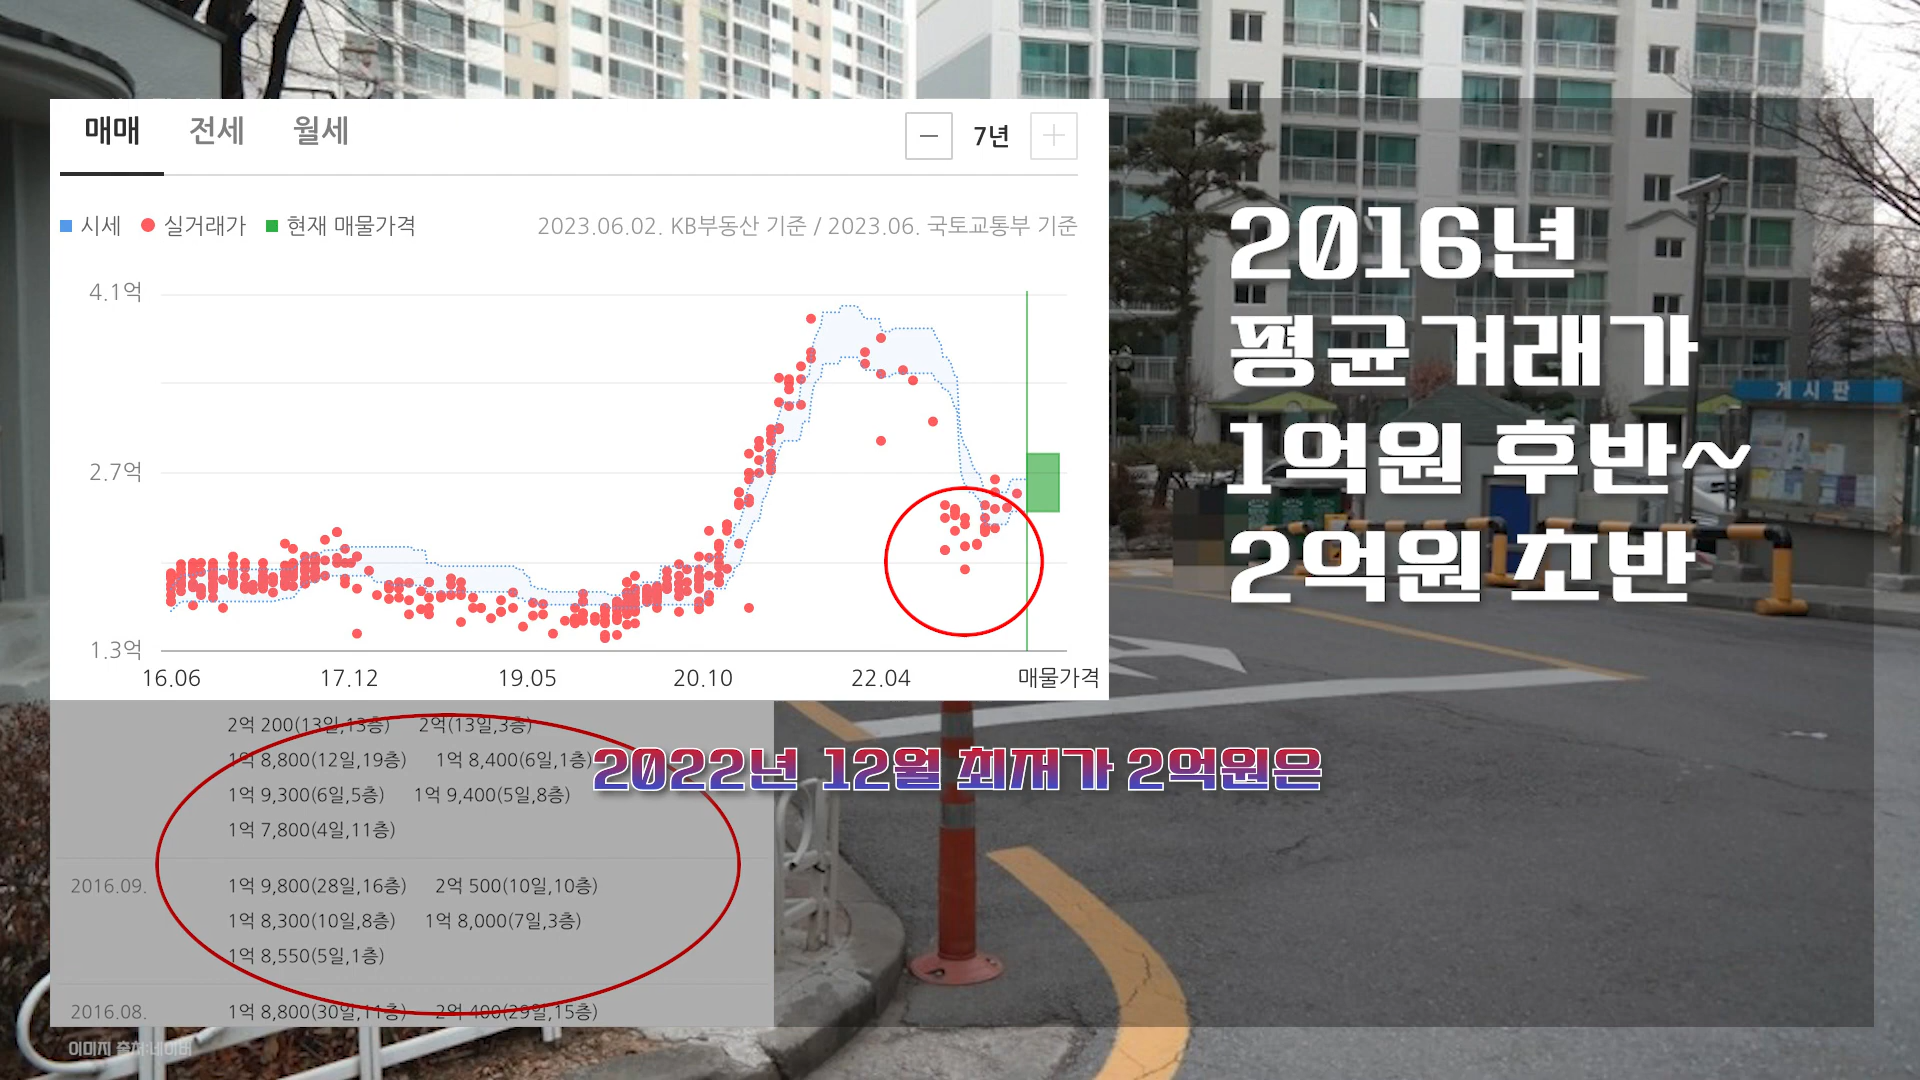 매매 전세 월세
7년
시세 실거래가 현재 매물가격
2023.06.02. KB부동산 기준 / 2023.06. 국토교통부 기준
4.1억
2.7억
1.3억
16.06 17.12 19.05 20.10 22.04 매물가격
2016년
평균거래가
1억원 후반~
2억원 초반
게시판
2억 200(13일,13층) 2억(13일,3층)
1억 8,800(12일,19층) 1억 8,400(6일,1층)
2022년 12월 최저가 2억원은
1억 9,300(6일,5층) 1억 9,400(5일,8층)
1억 7,800(4일,11층)
2016.09. 1억 9,800(28일,16층) 2억 500(10일,10층)
1억 8,300(10일,8층) 1억 8,000(7일,3층)
1억 8,550(5일,1층)
2016.08. 1억 8,800(30일,11층) 2억 400(29일,15층)
이미지 출처:네이버